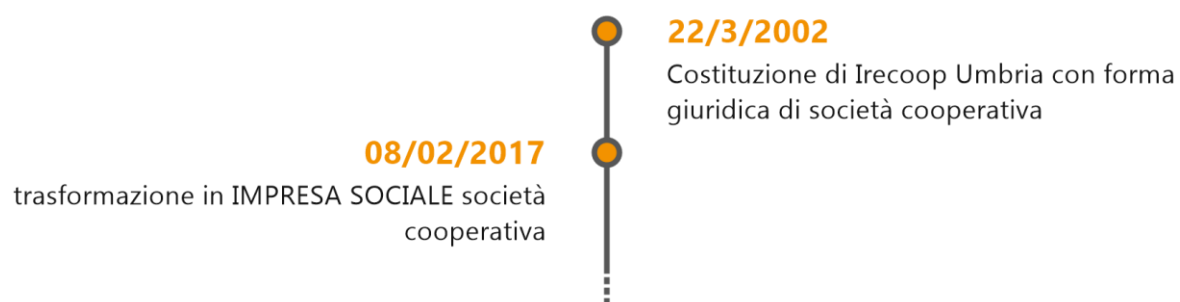 22/3/2002
Costituzione di Irecoop Umbria con forma
giuridica di società cooperativa
08/02/2017
trasformazione in IMPRESA SOCIALE società
cooperativa